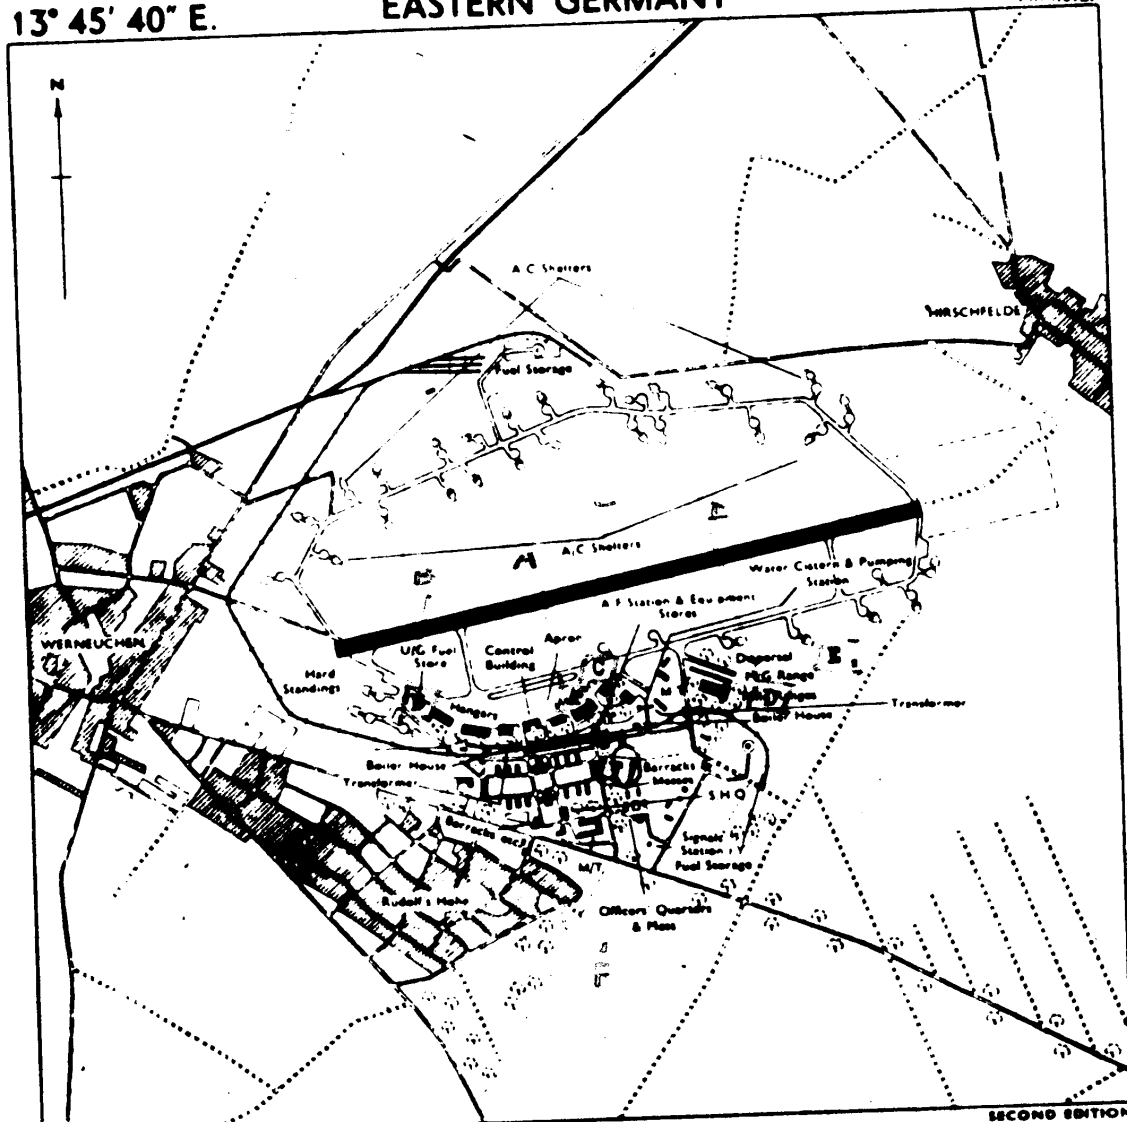 EASTERN GERMANY
13° 45' 40" E.
N
A C Shelters
HIRSCHFELDE
Fuel Storage
A.C Shelters
Water Cistern & Pumping
Station
A F Station & Equipment
Stores
WERNEUCHEN
U/G Fuel
Store
Control
Building
Apron
Hard
Standings
Dispersal
M.G Range
Hangars
Transformer
Boiler House
Boiler House
Transformer
Barracks
Messes
S.H.Q
Barracks etc.
Signals
Station
Fuel Storage
M/T
Rudolf's Hohe
Officers' Quarters
& Mess
SECOND EDITION